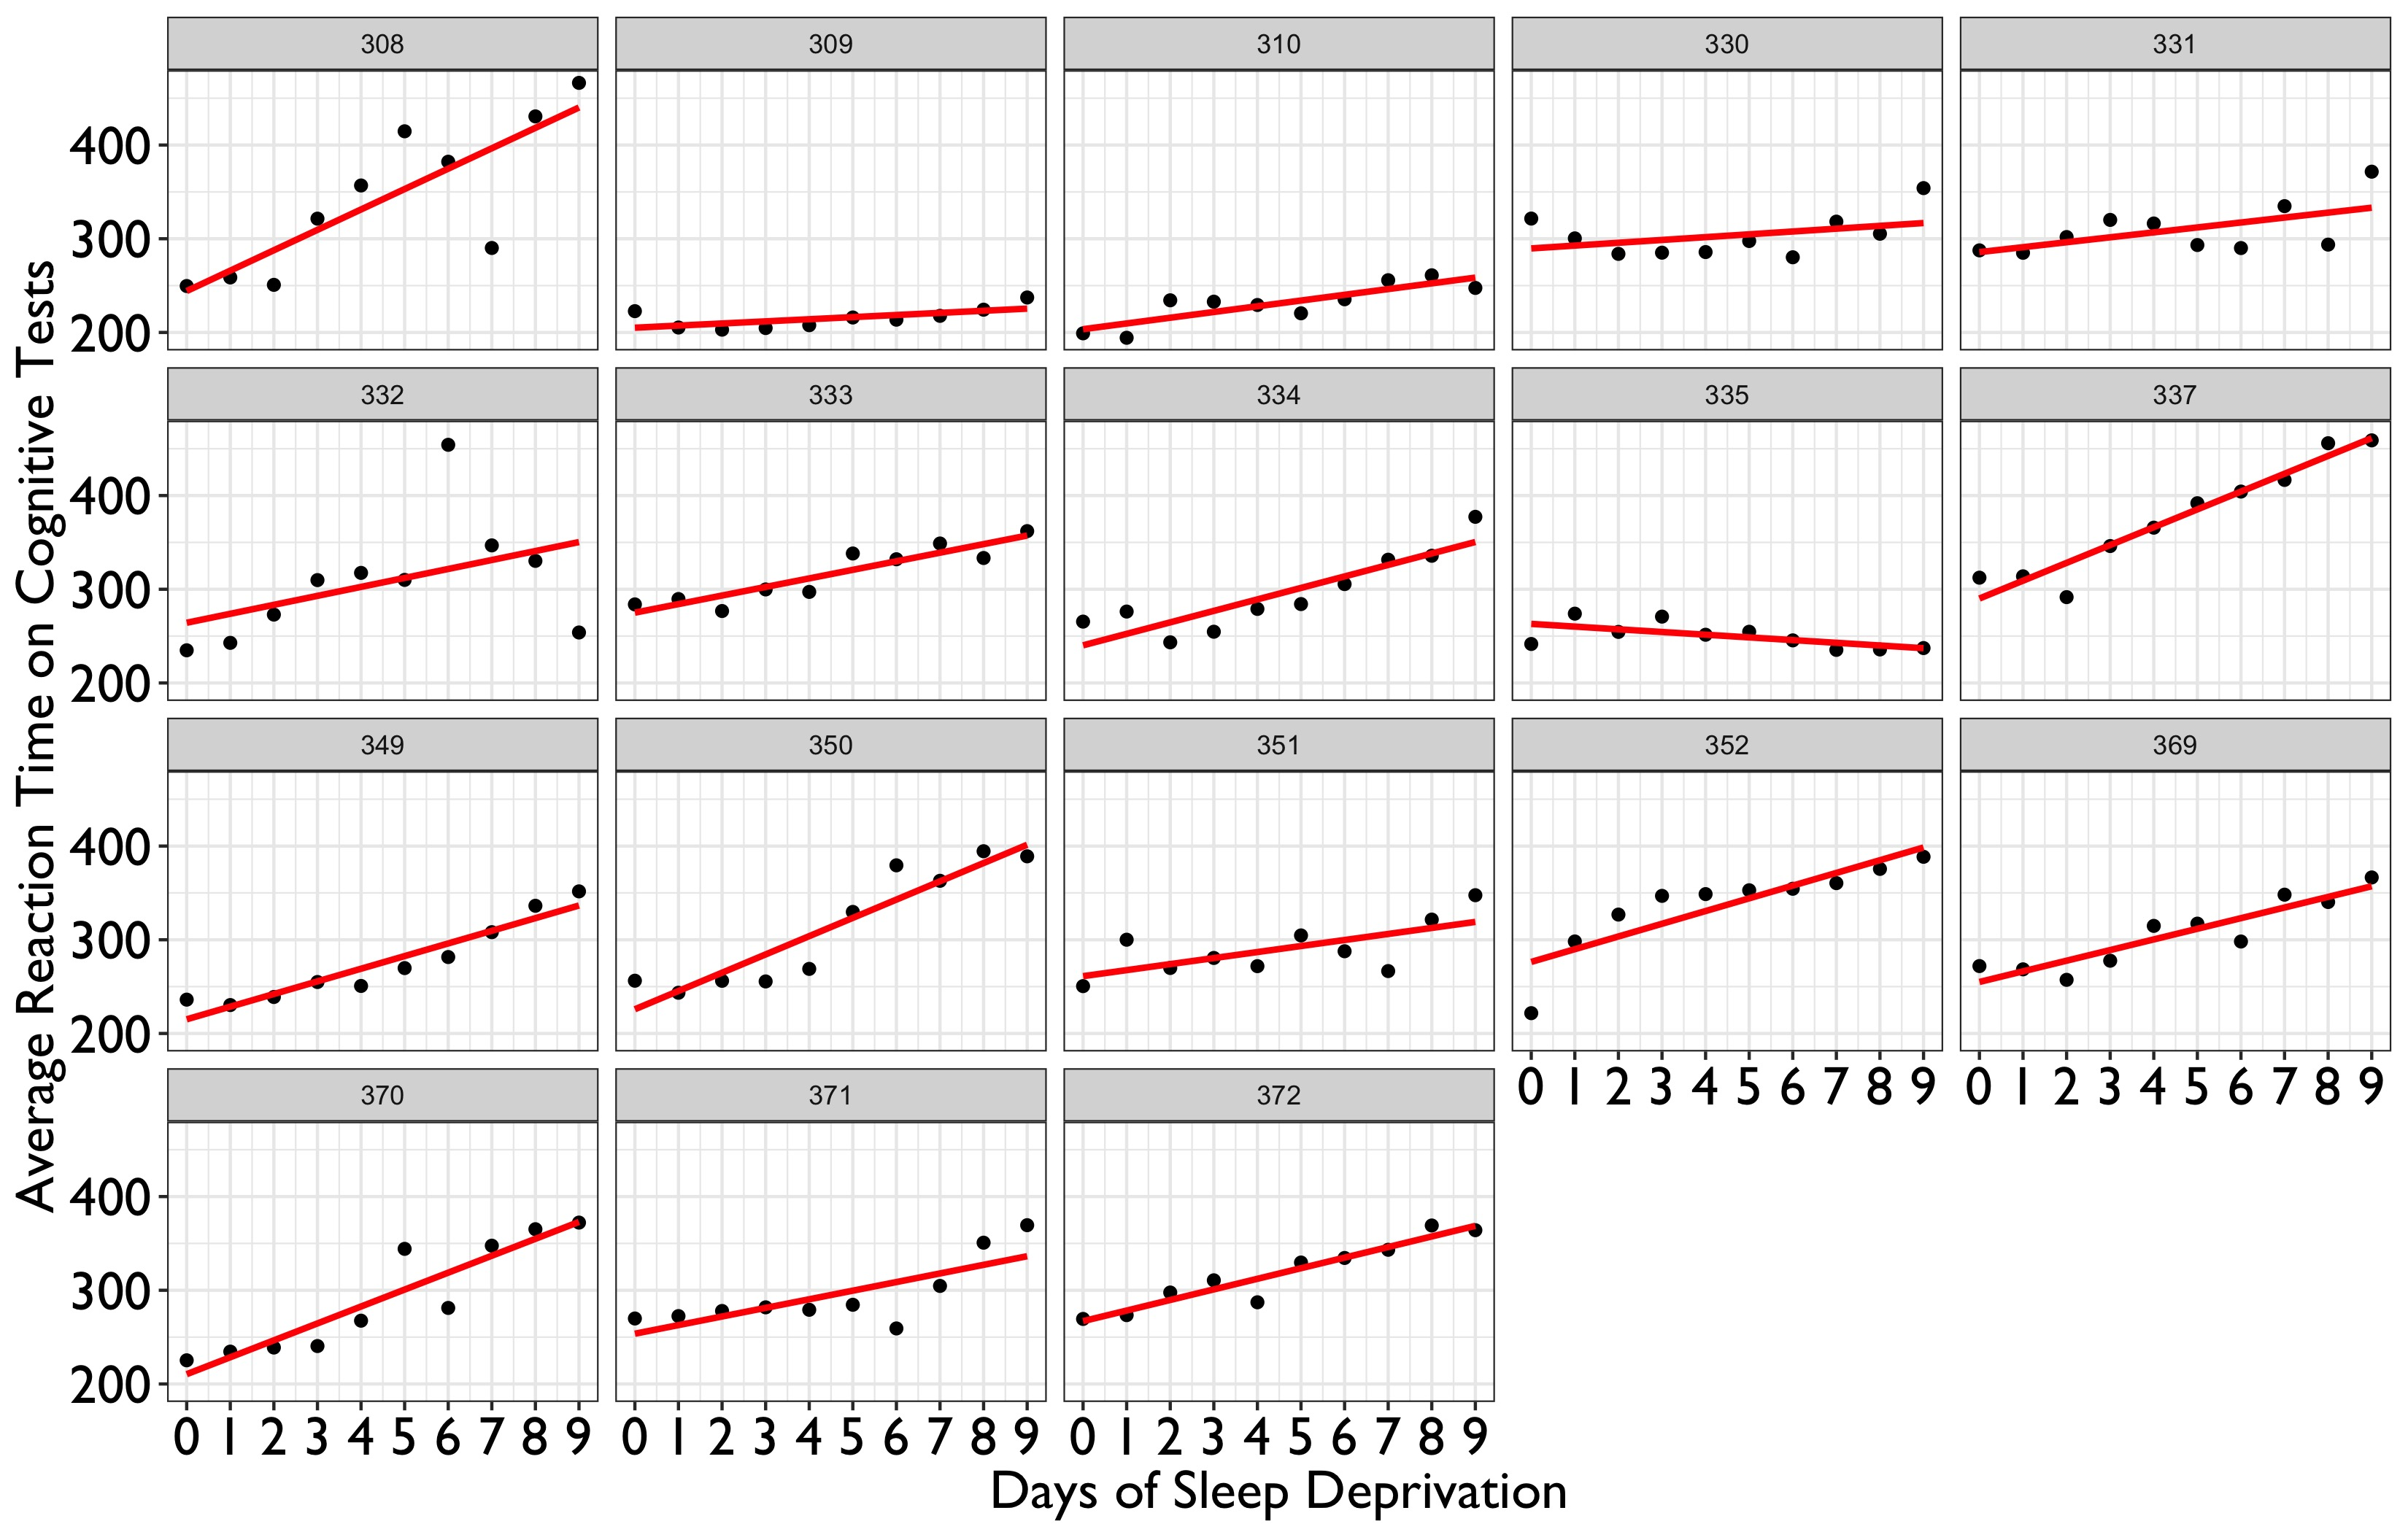 308 309 310 330 331
400
300
200
332 333 334 335 337
400
300
200
349 350 351 352 369
400
300
200
0 1 2 3 4 5 6 7 8 9 0 1 2 3 4 5 6 7 8 9
370 371 372
400
300
200
0 1 2 3 4 5 6 7 8 9 0 1 2 3 4 5 6 7 8 9 0 1 2 3 4 5 6 7 8 9
Average Reaction Time on Cognitive Tests
Days of Sleep Deprivation